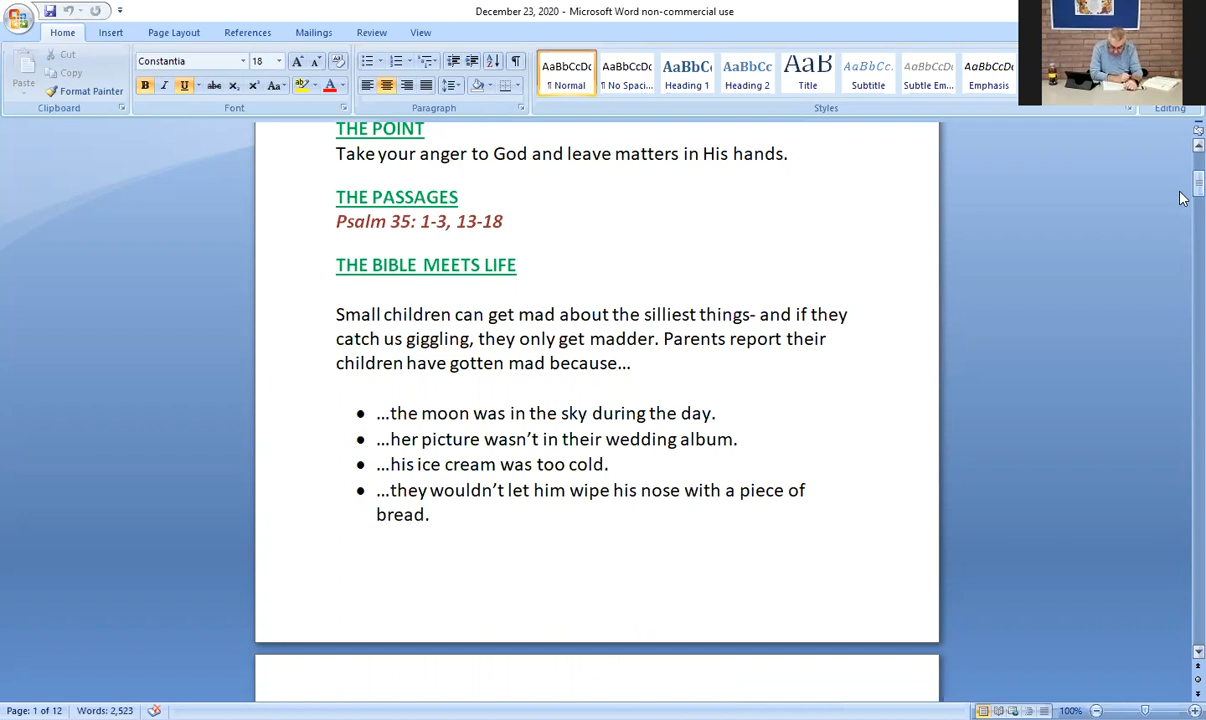 December 23, 2020 - Microsoft Word non-commercial use
Home Insert Page Layout References Mailings Review View
Cut
Copy
Paste
Format Painter
Clipboard
Constantia 18
Font
Paragraph
AaBbCcDc AaBbCcDc AaBbC AaBbCc AaB AaBbCc. AaBbCcDc AaBbCcDc
¶ Normal ¶ No Spaci... Heading 1 Heading 2 Title Subtitle Subtle Em... Emphasis
Styles
Editing
THE POINT
Take your anger to God and leave matters in His hands.
THE PASSAGES
Psalm 35: 1-3, 13-18
THE BIBLE MEETS LIFE
Small children can get mad about the silliest things- and if they
catch us giggling, they only get madder. Parents report their
children have gotten mad because…
• …the moon was in the sky during the day.
• …her picture wasn’t in their wedding album.
• …his ice cream was too cold.
• …they wouldn’t let him wipe his nose with a piece of
bread.
Page: 1 of 12 Words: 2,523
100%